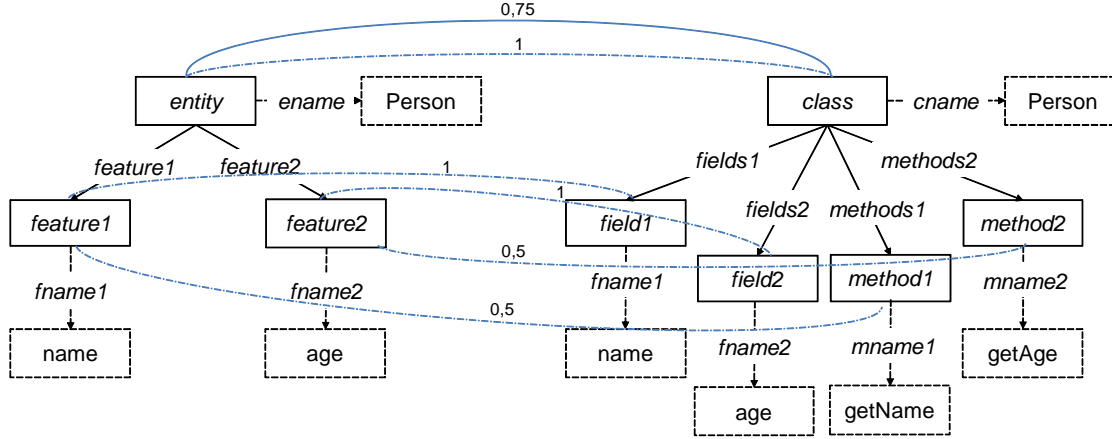 0,75
1
entity
ename
Person
class
cname
Person
feature1
feature2
fields1
methods2
1
1
fields2
methods1
feature1
feature2
field1
method2
0,5
fname1
fname2
fname1
field2
method1
mname2
0,5
name
age
name
fname2
mname1
getAge
age
getName